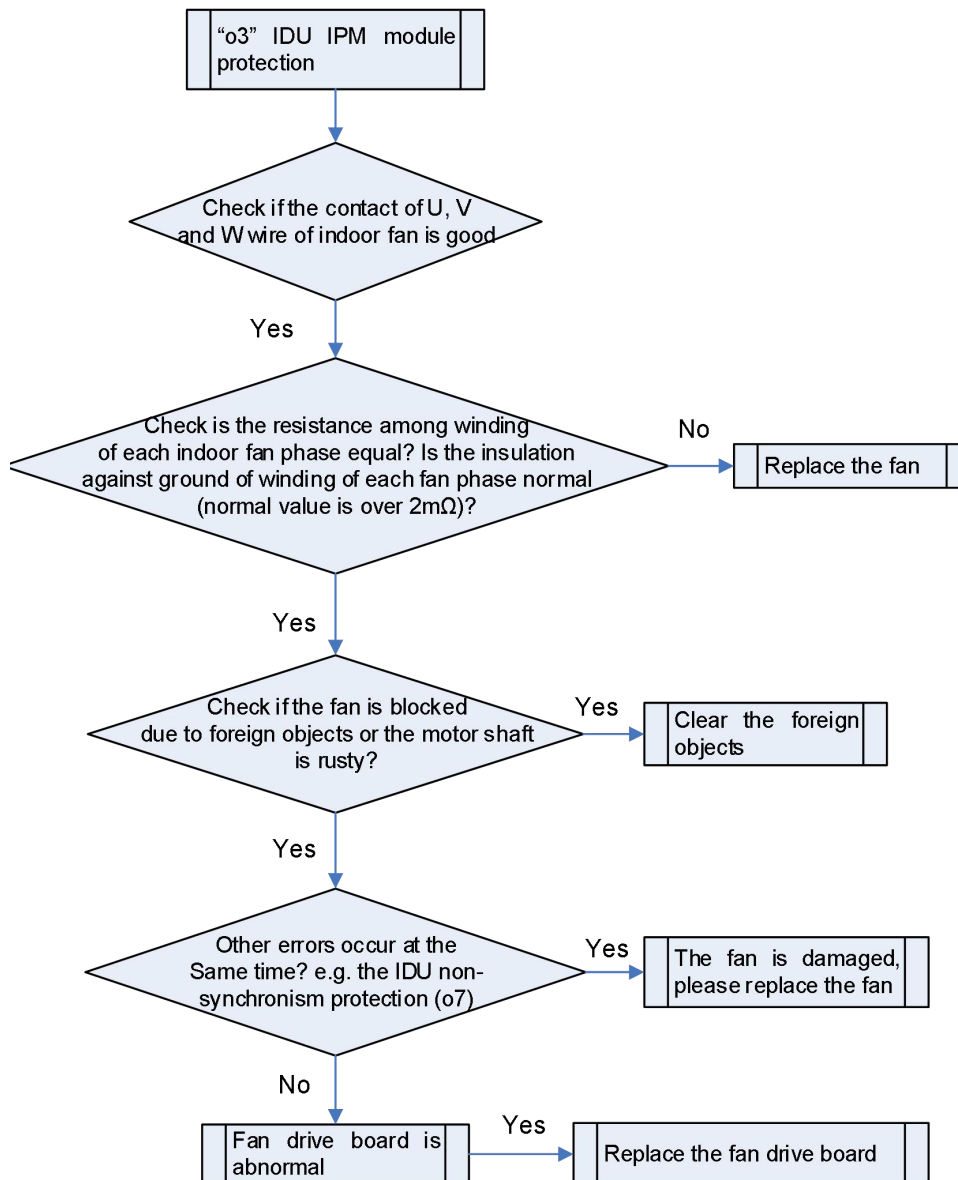 “o3” IDU IPM module
protection
Check if the contact of U, V
and W wire of indoor fan is good
Yes
Check is the resistance among winding
of each indoor fan phase equal? Is the insulation
against ground of winding of each fan phase normal
(normal value is over 2mΩ)?
No
Replace the fan
Yes
Check if the fan is blocked
due to foreign objects or the motor shaft
is rusty?
Yes
Clear the foreign
objects
Yes
Other errors occur at the
Same time? e.g. the IDU non-
synchronism protection (o7)
Yes
The fan is damaged,
please replace the fan
No
Fan drive board is
abnormal
Yes
Replace the fan drive board